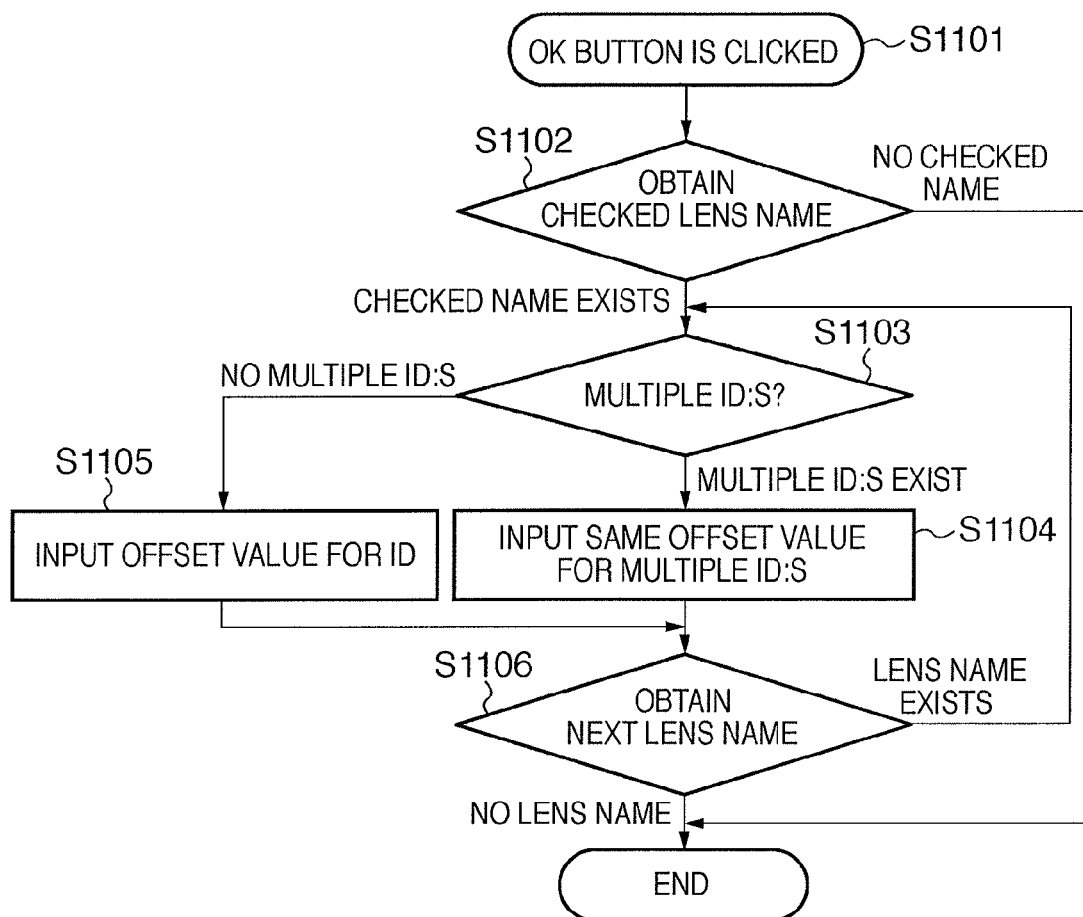 OK BUTTON IS CLICKED
S1101
S1102
OBTAIN
CHECKED LENS NAME
NO CHECKED
NAME
CHECKED NAME EXISTS
S1103
NO MULTIPLE ID:S
MULTIPLE ID:S?
S1105
MULTIPLE ID:S EXIST
INPUT OFFSET VALUE FOR ID
INPUT SAME OFFSET VALUE
FOR MULTIPLE ID:S
S1104
S1106
OBTAIN
NEXT LENS NAME
LENS NAME
EXISTS
NO LENS NAME
END